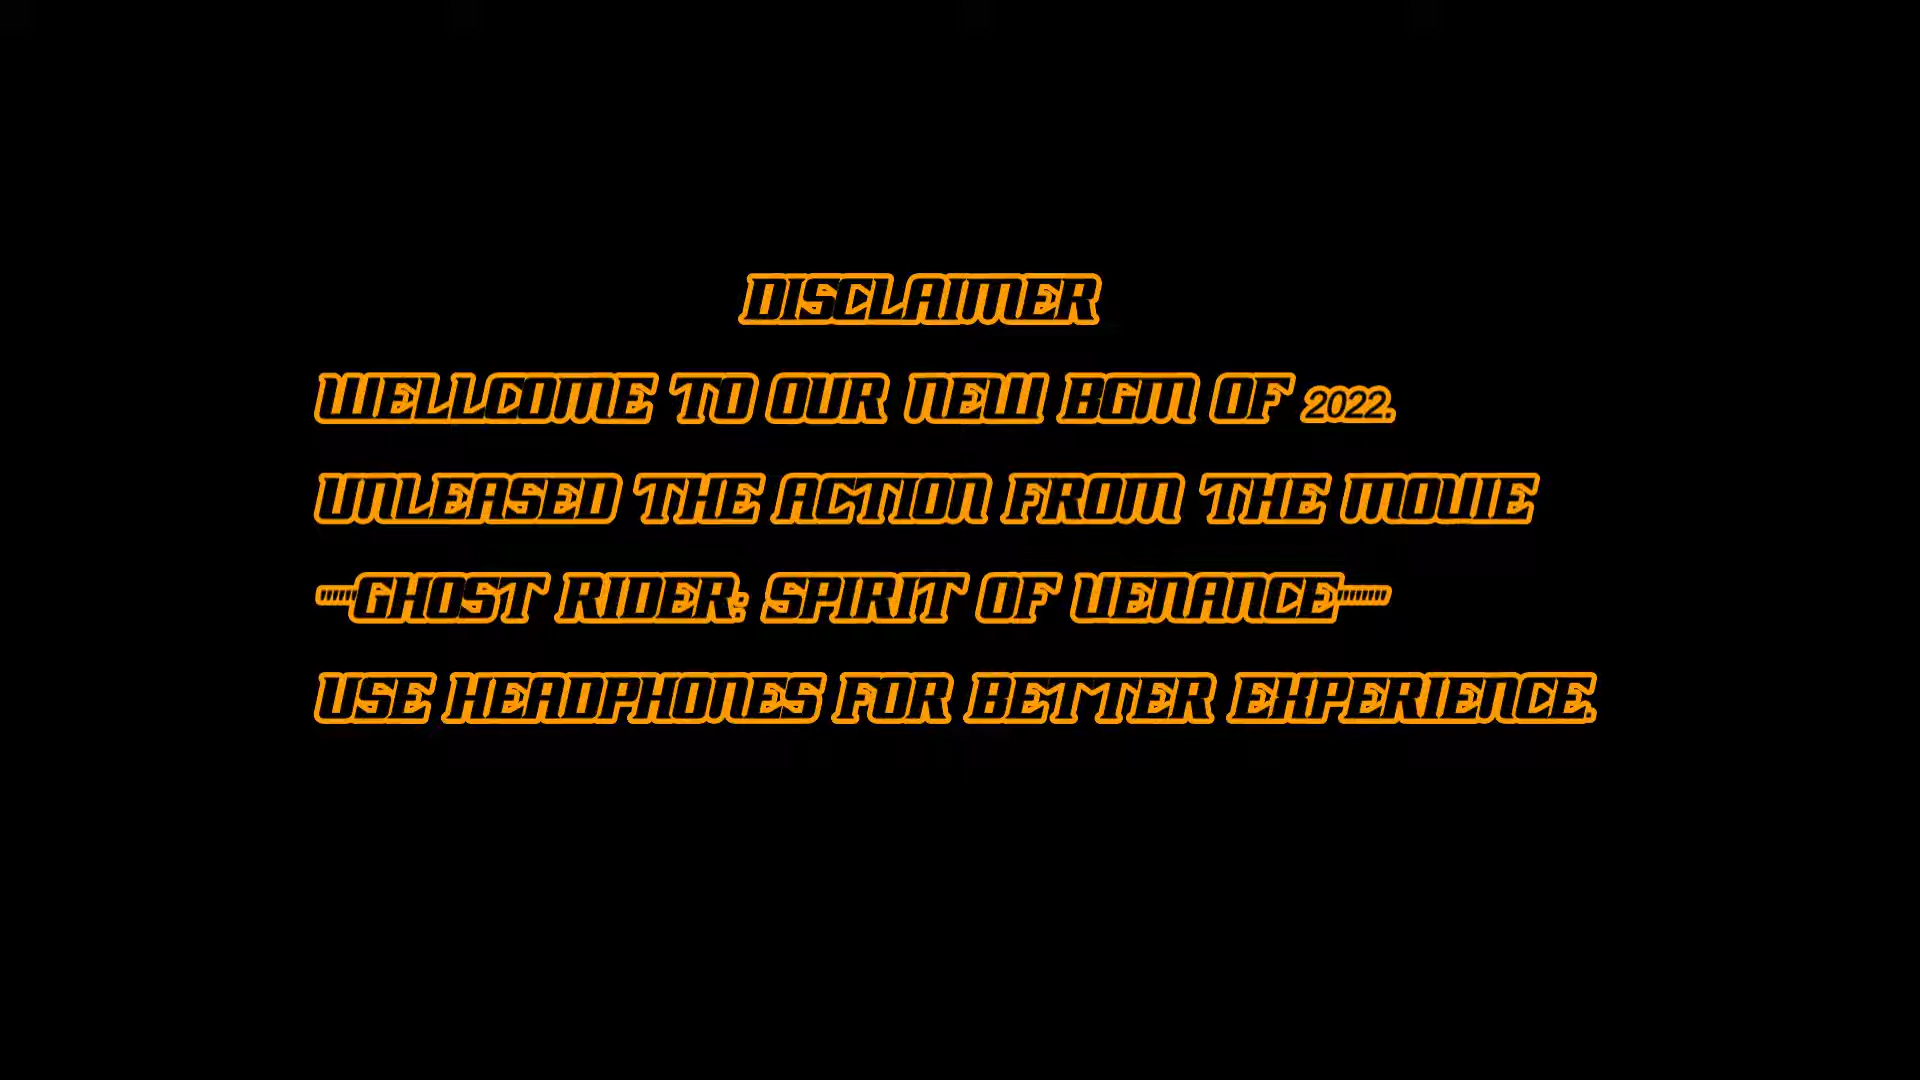 DISCLAIMER
WELLCOME TO OUR NEW BGM OF 2022.
UNLEASED THE ACTION FROM THE MOVIE
""""GHOST RIDER: SPIRIT OF VENANCE""""
USE HEADPHONES FOR BETTER EXPERIENCE.